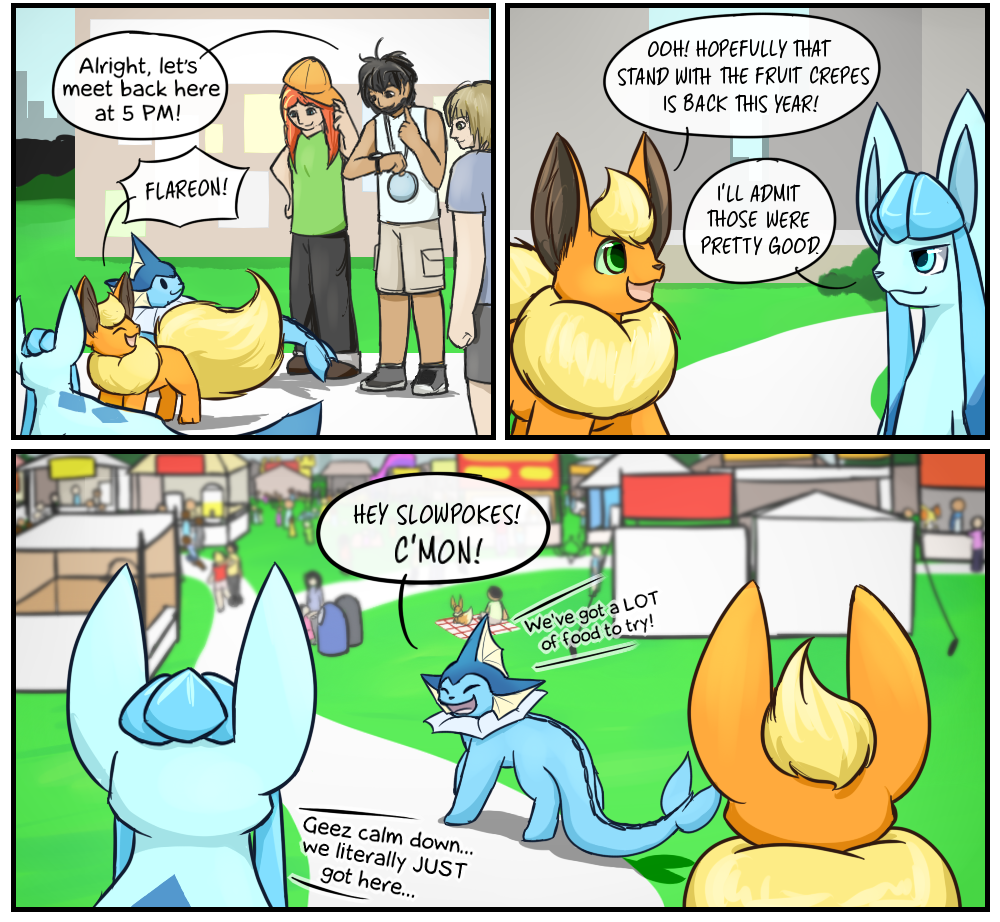 Alright, let's
meet back here
at 5 PM!
FLAREON!
OOH! HOPEFULLY THAT
STAND WITH THE FRUIT CREPES
IS BACK THIS YEAR!
I'LL ADMIT
THOSE WERE
PRETTY GOOD.
HEY SLOWPOKES!
C'MON!
We've got a LOT
of food to try!
Geez calm down...
we literally JUST
got here...